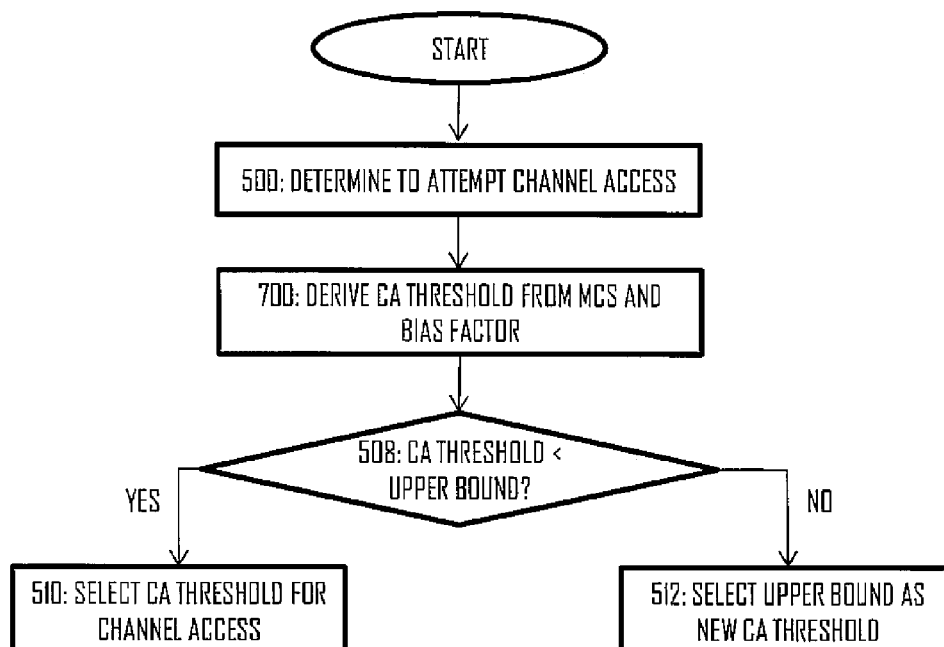 START
500: DETERMINE TO ATTEMPT CHANNEL ACCESS
700: DERIVE CA THRESHOLD FROM MCS AND
BIAS FACTOR
508: CA THRESHOLD <
UPPER BOUND?
YES
NO
510: SELECT CA THRESHOLD FOR
CHANNEL ACCESS
512: SELECT UPPER BOUND AS
NEW CA THRESHOLD